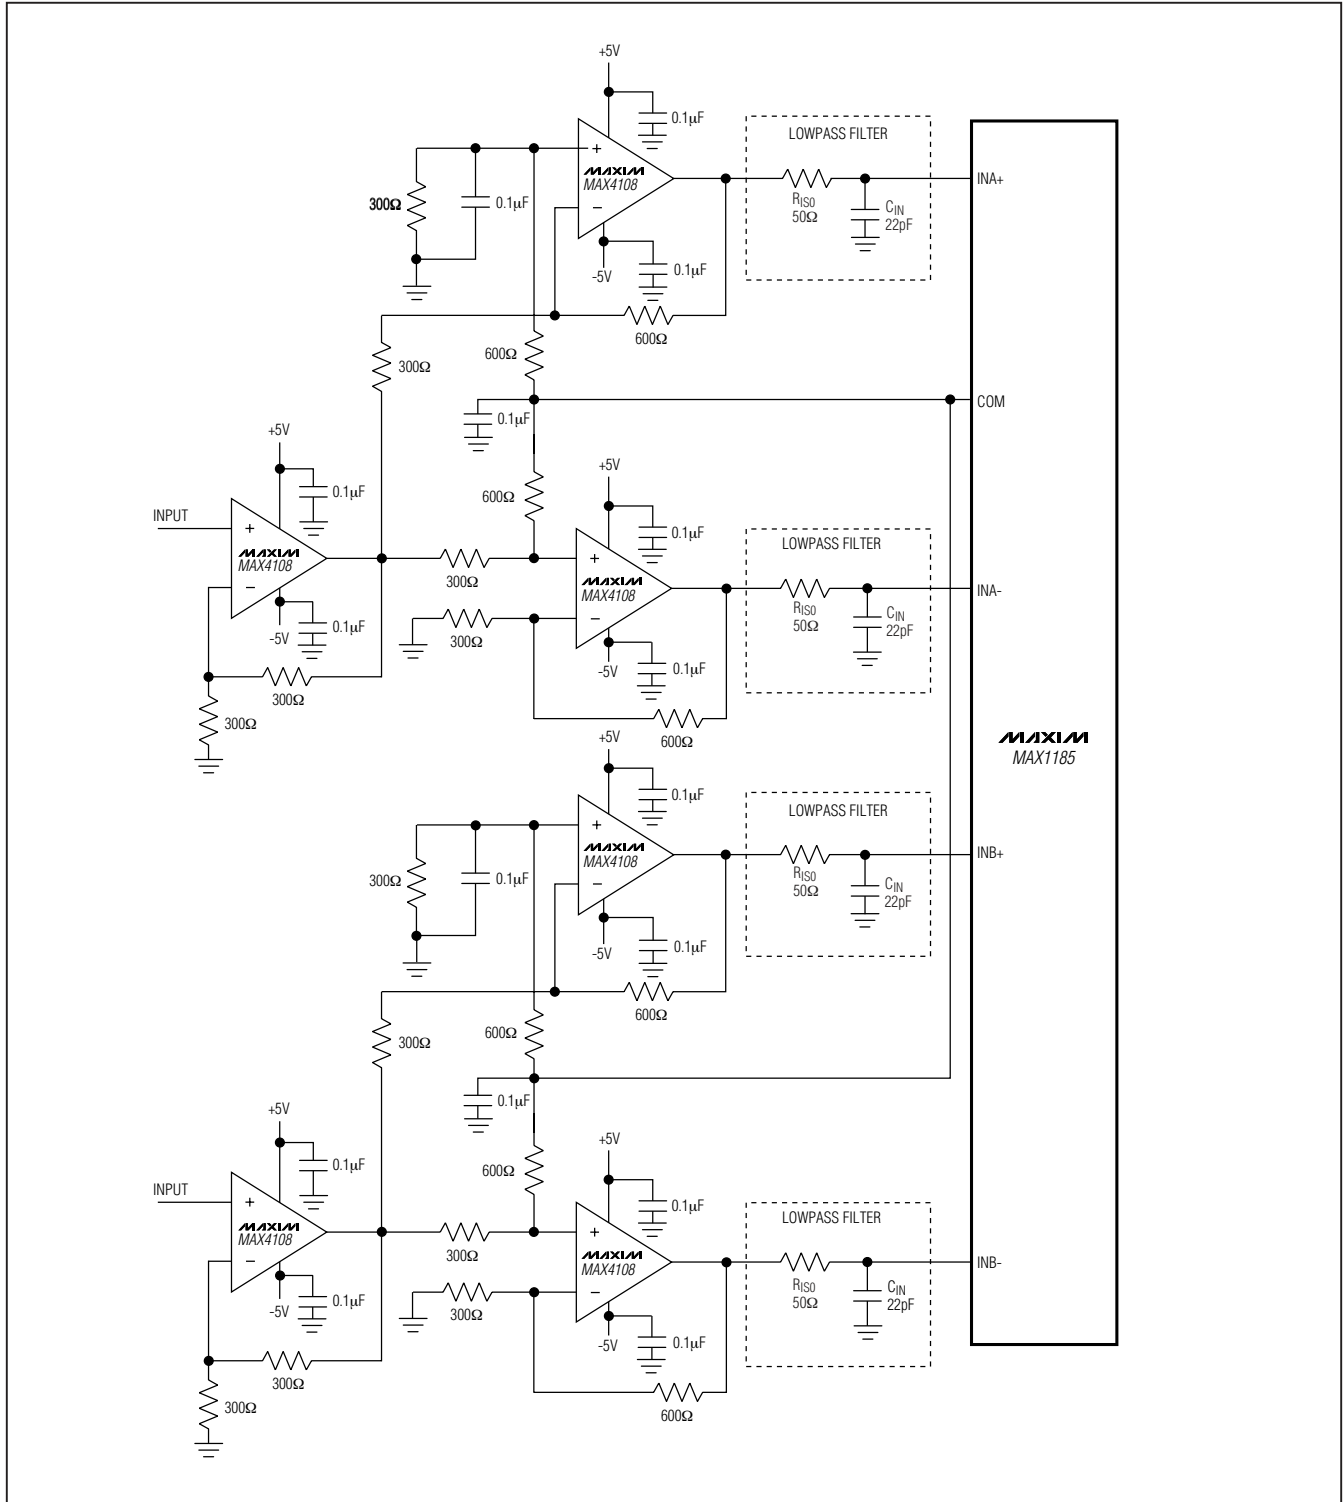 +5V
0.1µF
LOWPASS FILTER
+
MAXIM
MAX4108
INA+
300Ω
0.1µF
RISO
50Ω
CIN
22pF
−
-5V
0.1µF
600Ω
300Ω
600Ω
COM
0.1µF
+5V
+5V
0.1µF
600Ω
0.1µF
LOWPASS FILTER
INPUT
+
MAXIM
MAX4108
−
300Ω
+
MAXIM
MAX4108
INA-
RISO
50Ω
CIN
22pF
-5V
0.1µF
300Ω
−
-5V
0.1µF
300Ω
300Ω
600Ω
MAXIM
MAX1185
+5V
0.1µF
LOWPASS FILTER
+
MAXIM
MAX4108
INB+
300Ω
0.1µF
RISO
50Ω
CIN
22pF
−
-5V
0.1µF
600Ω
300Ω
600Ω
0.1µF
+5V
+5V
0.1µF
600Ω
0.1µF
LOWPASS FILTER
INPUT
+
MAXIM
MAX4108
−
300Ω
+
MAXIM
MAX4108
INB-
RISO
50Ω
CIN
22pF
-5V
0.1µF
300Ω
−
-5V
0.1µF
300Ω
300Ω
600Ω